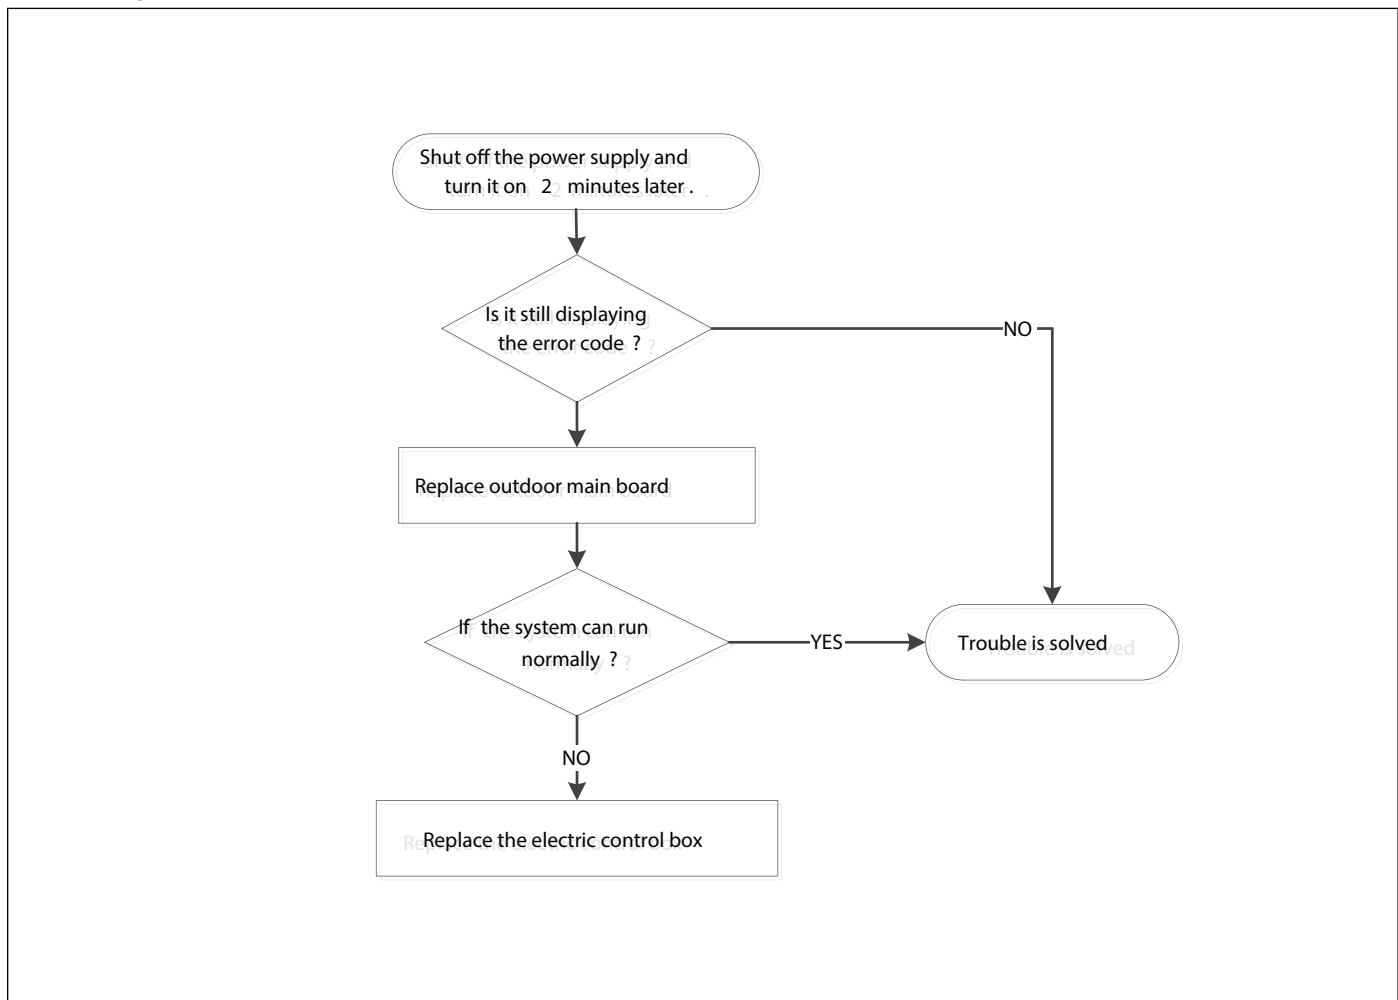 Shut off the power supply and
turn it on 2 minutes later .
Is it still displaying
the error code ?
NO
Replace outdoor main board
If the system can run
normally ?
YES
Trouble is solved
NO
Replace the electric control box